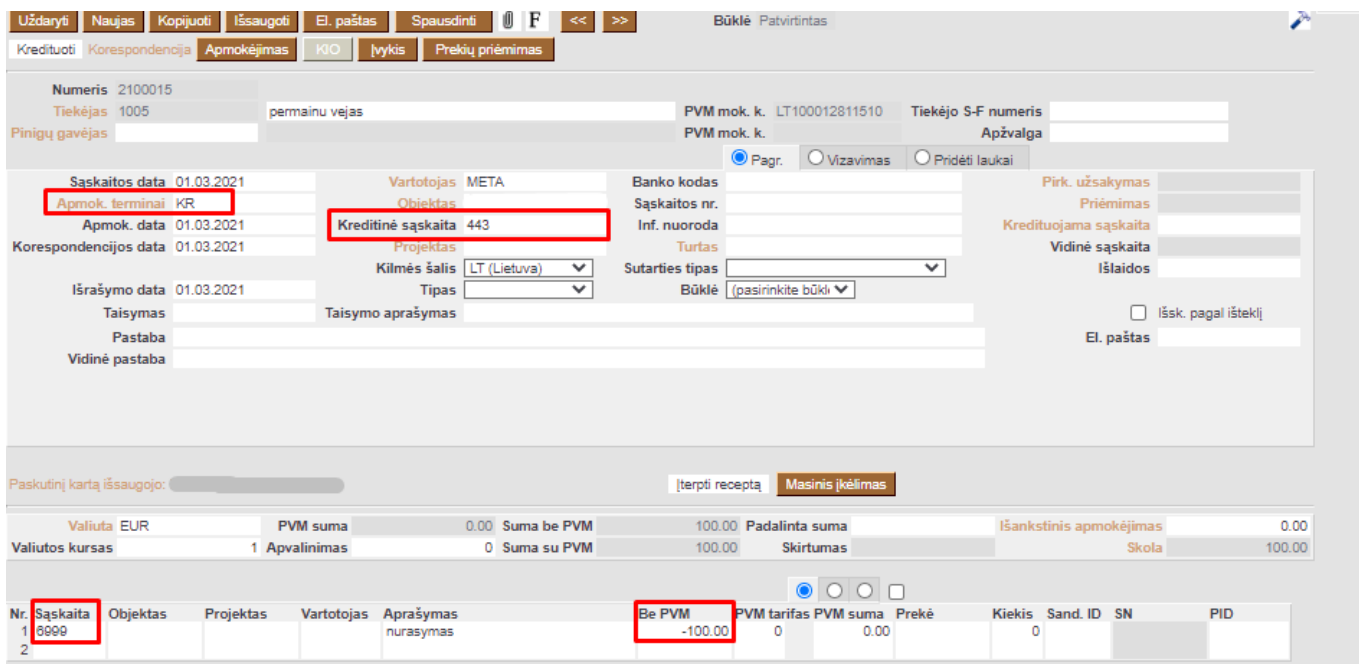 Uždaryti Naujas Kopijuoti Išsaugoti El. paštas Spausdinti F << >> Būklė Patvirtintas
Kredituoti Korespondencija Apmokėjimas KIO Įvykis Prekių priėmimas
Numeris 2100015
Tiekėjas 1005 permainu vejas PVM mok. k. LT100012811510 Tiekėjo S-F numeris
Pinigų gavėjas PVM mok. k. Apžvalga
Pagr. Vizavimas Pridėti laukai
Sąskaitos data 01.03.2021 Vartotojas META Banko kodas Pirk. užsakymas
Apmok. terminai KR Objektas Sąskaitos nr. Priėmimas
Apmok. data 01.03.2021 Kreditinė sąskaita 443 Inf. nuoroda Kredituojama sąskaita
Korespondencijos data 01.03.2021 Projektas Turtas Vidinė sąskaita
Kilmės šalis LT (Lietuva) Sutarties tipas Išlaidos
Išrašymo data 01.03.2021 Tipas Būklė (pasirinkite būkl
Taisymas Taisymo aprašymas Išsk. pagal išteklį
Pastaba El. paštas
Vidinė pastaba
Paskutinį kartą išsaugojo: Įterpti receptą Masinis įkėlimas
Valiuta EUR PVM suma 0.00 Suma be PVM 100.00 Padalinta suma Išankstinis apmokėjimas 0.00
Valiutos kursas 1 Apvalinimas 0 Suma su PVM 100.00 Skirtumas Skola 100.00
Nr. Sąskaita Objektas Projektas Vartotojas Aprašymas Be PVM PVM tarifas PVM suma Prekė Kiekis Sand. ID SN PID
1 6999 nurasymas -100.00 0 0.00 0
2